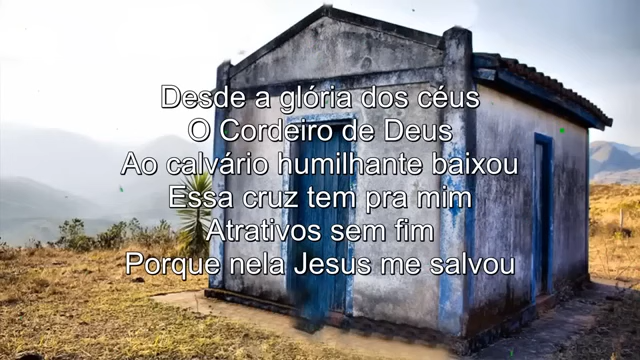 Desde a glória dos céus
O Cordeiro de Deus
Ao calvário humilhante baixou
Essa cruz tem pra mim
Atrativos sem fim
Porque nela Jesus me salvou